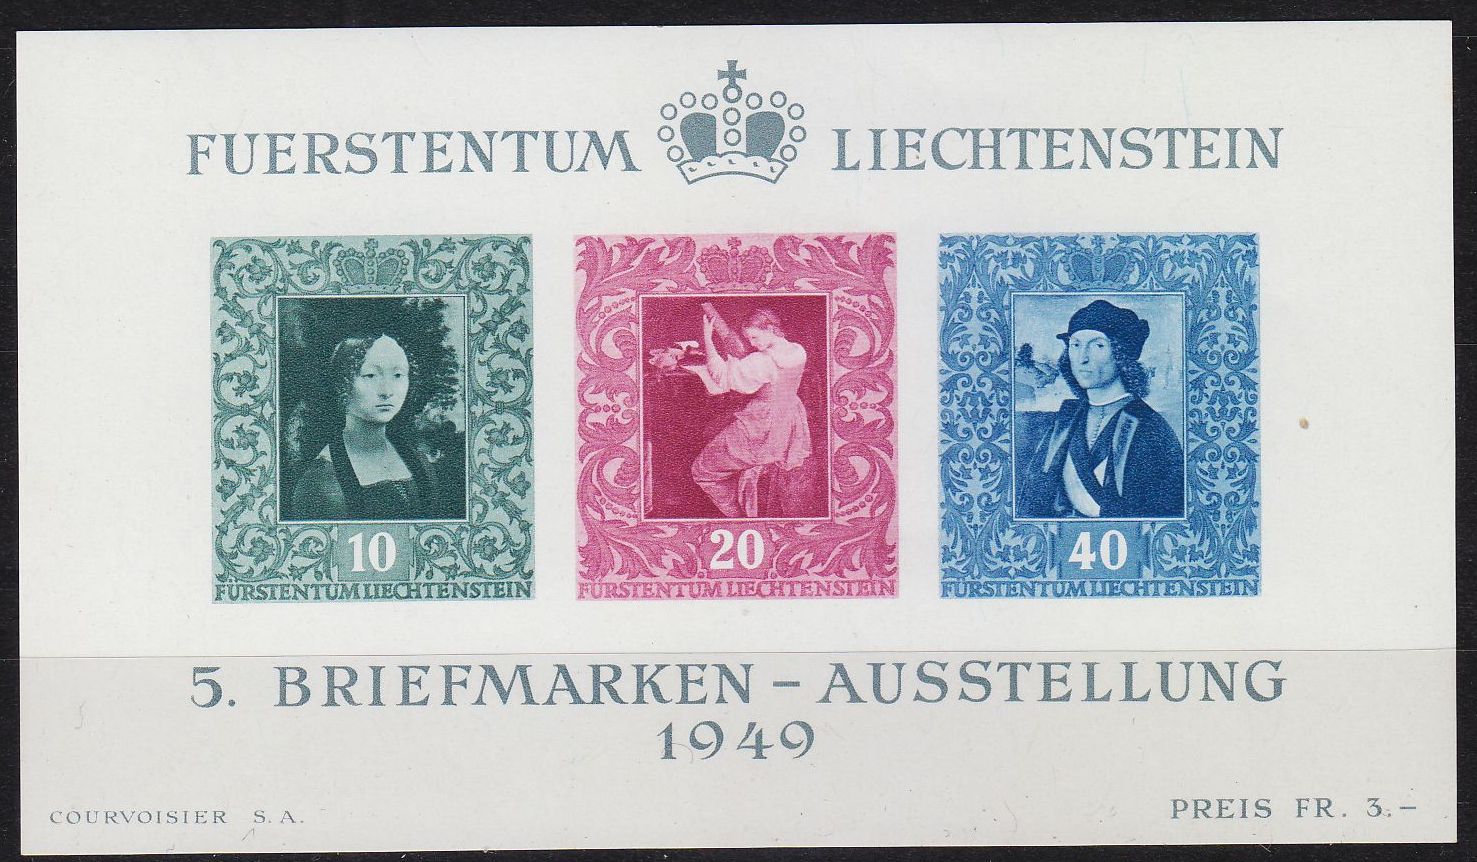 FUERSTENTUM LIECHTENSTEIN
10
FÜRSTENTUM LIECHTENSTEIN
20
FÜRSTENTUM LIECHTENSTEIN
40
FÜRSTENTUM LIECHTENSTEIN
5. BRIEFMARKEN - AUSSTELLUNG
1949
COURVOISIER S. A.
PREIS FR. 3.-